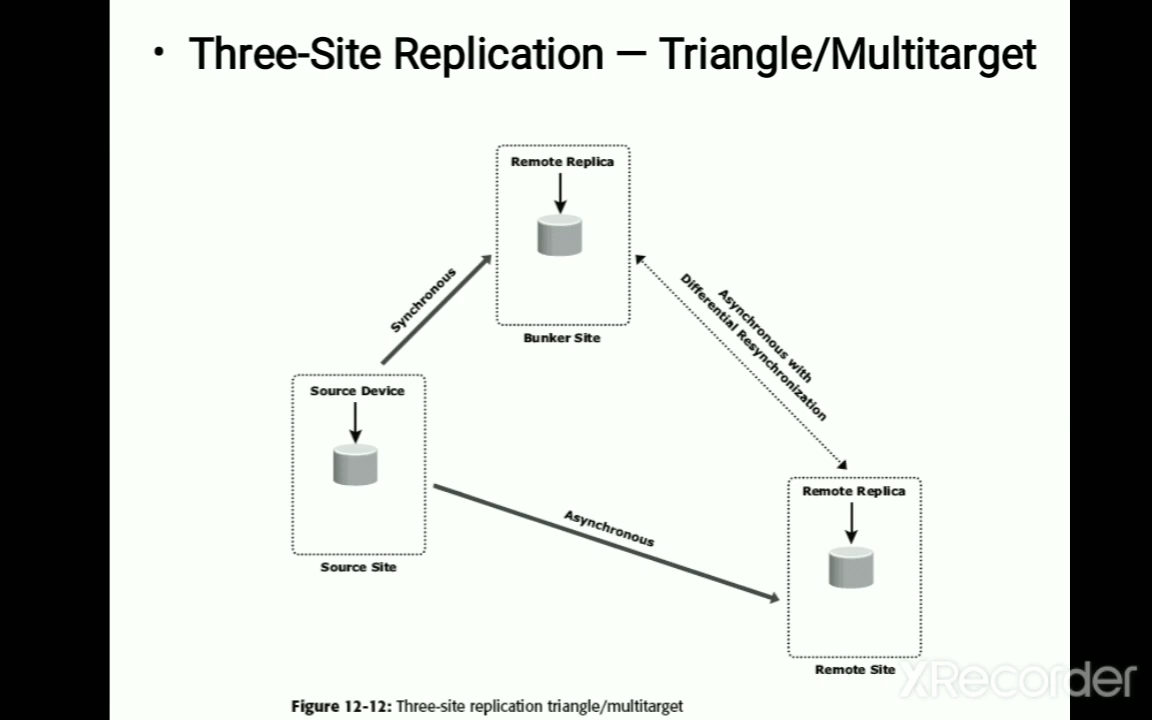 • Three-Site Replication — Triangle/Multitarget
Remote Replica
Synchronous
Bunker Site
Asynchronous with
Differential Resynchronization
Source Device
Source Site
Asynchronous
Remote Replica
Remote Site
XRecorder
Figure 12-12: Three-site replication triangle/multitarget